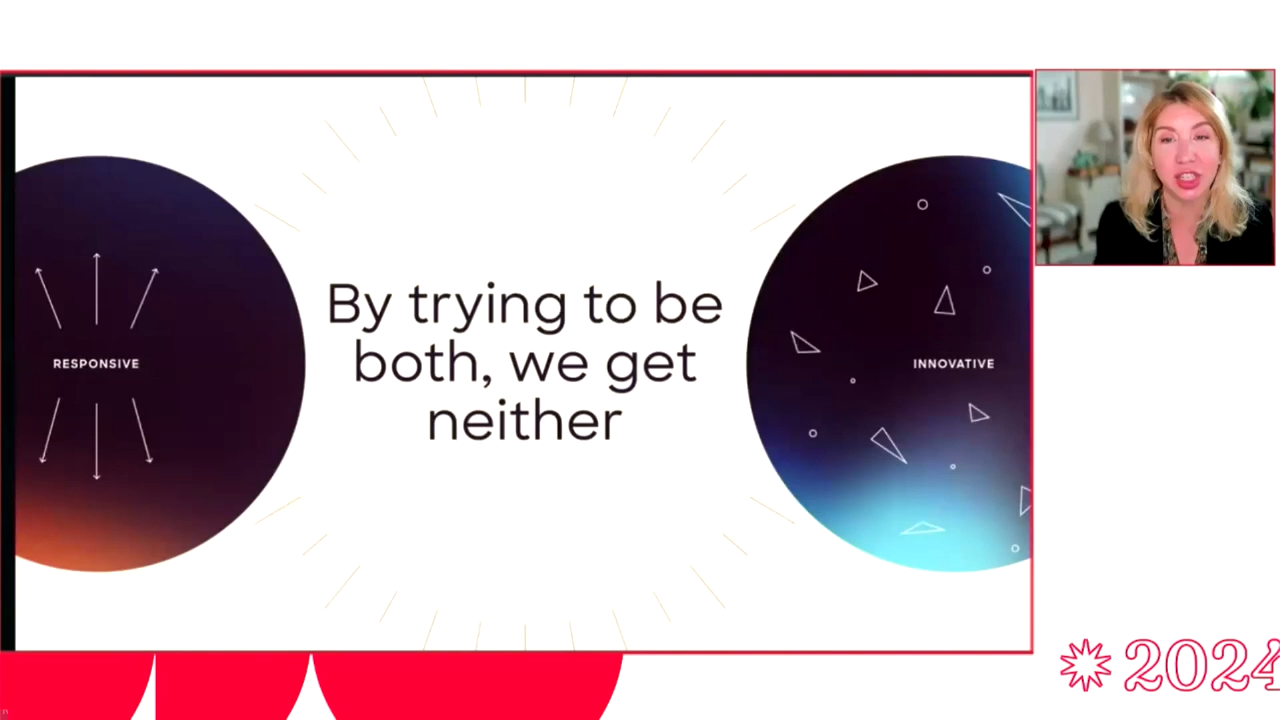 RESPONSIVE
By trying to be
both, we get
neither
INNOVATIVE
2024